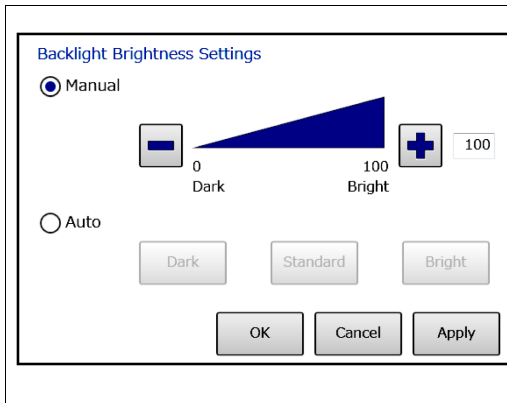 Backlight Brightness Settings
Manual
100
0 100
Dark Bright
Auto
Dark Standard Bright
OK Cancel Apply